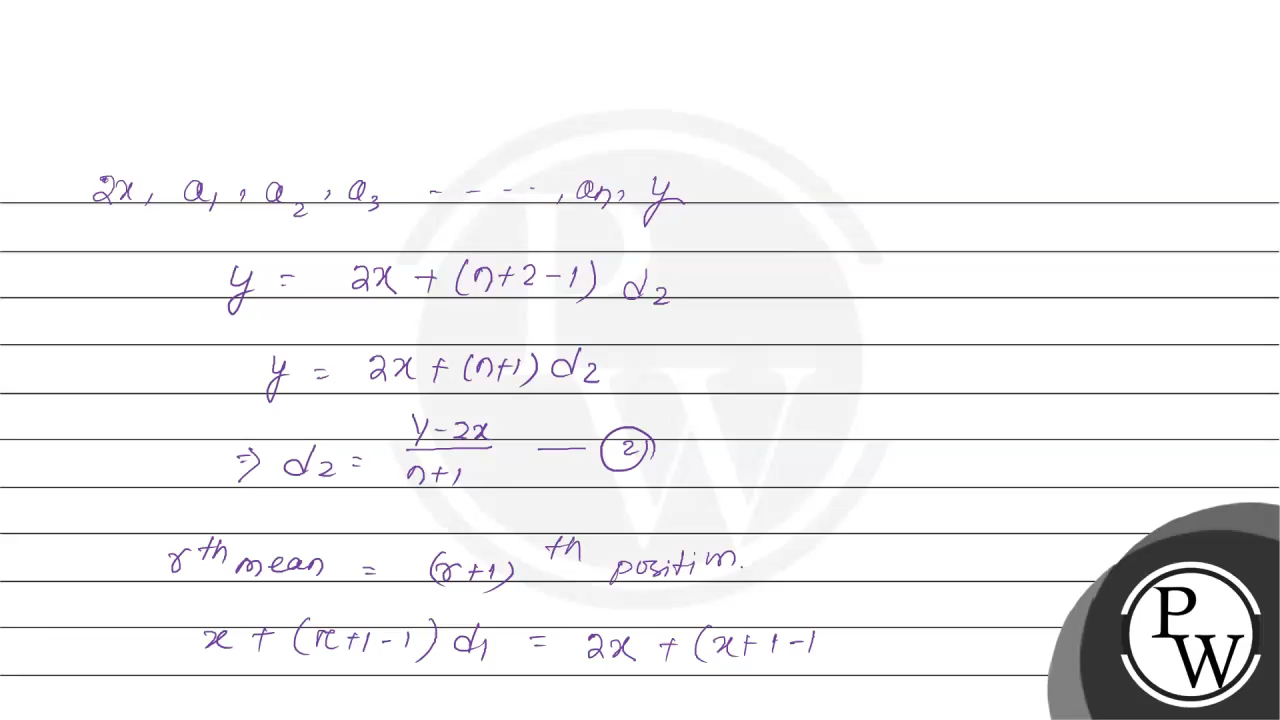 2x, a₁, a₂, a₃ - - - - ·, an, y
y = 2x + (n+2-1) d₂
y = 2x + (n+1) d₂
⇒ d₂ = (y-2x)/(n+1) — ②
r^th mean = (r+1)^th position.
x + (r+1-1) d₁ = 2x + (r+1-1
P
W